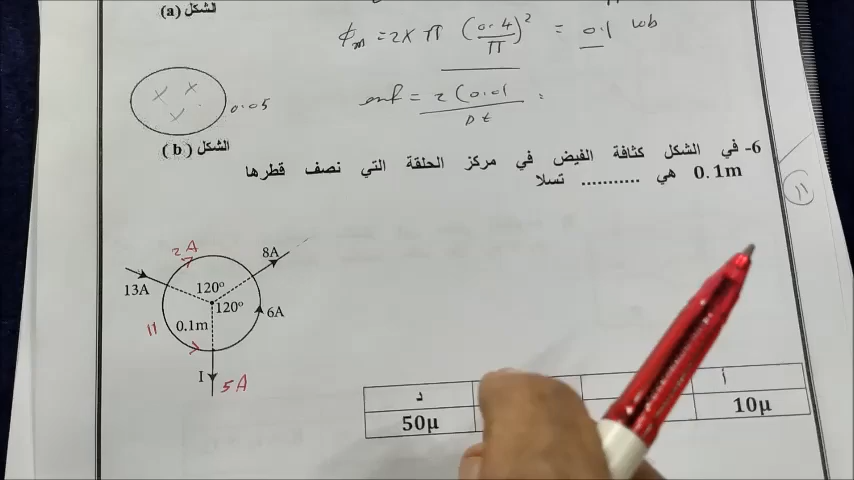 الشكل (a)
ϕm = 2 x π (0.4/π)² = 0.1 wb
0.05
emf = 2 (0.01) / Δt =
الشكل (b)
6- في الشكل كثافة الفيض في مركز الحلقة التي نصف قطرها
0.1m هي ........... تسلا
11
2A
8A
13A
120º
120º
11
0.1m
6A
I
5A
أ
د
10μ
50μ